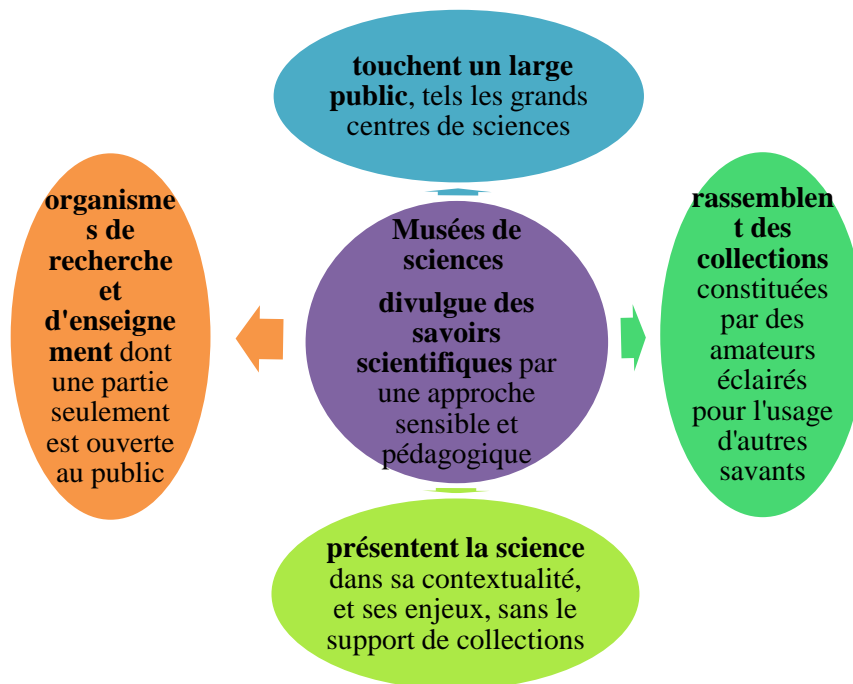 touchent un large
public, tels les grands
centres de sciences
organisme
s de
recherche
et
d'enseigne
ment dont
une partie
seulement
est ouverte
au public
Musées de
sciences
divulgue des
savoirs
scientifiques par
une approche
sensible et
pédagogique
rassemblen
t des
collections
constituées
par des
amateurs
éclairés
pour l'usage
d'autres
savants
présentent la science
dans sa contextualité,
et ses enjeux, sans le
support de collections